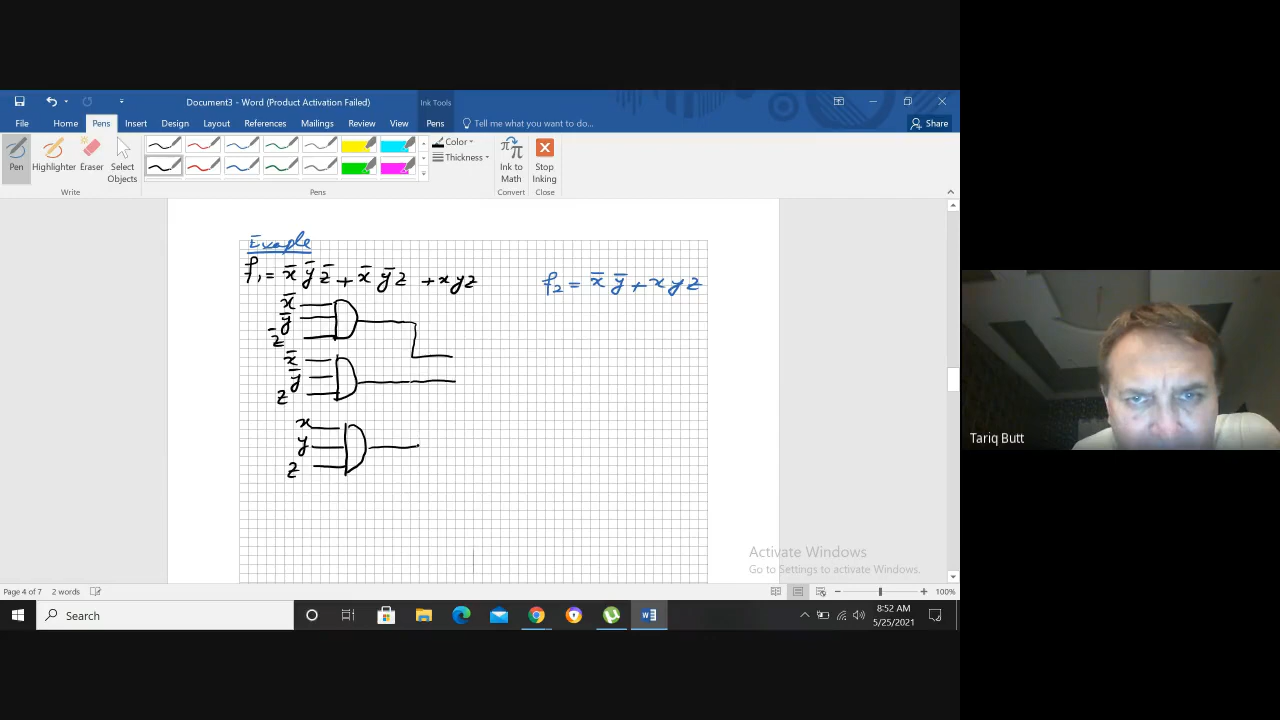 Document3 - Word (Product Activation Failed)
Ink Tools
File
Home
Pens
Insert
Design
Layout
References
Mailings
Review
View
Pens
Tell me what you want to do...
Share
Pen
Highlighter
Eraser
Select Objects
Color
Thickness
Ink to Math
Stop Inking
Write
Pens
Convert
Close
Example
f₁ = x̄ ȳ z̄ + x̄ ȳ z + x y z
f₂ = x̄ ȳ + x y z
x̄
ȳ
z̄
x̄
ȳ
z
x
y
z
Tariq Butt
Activate Windows
Go to Settings to activate Windows.
Page 4 of 7
2 words
100%
Search
8:52 AM
5/25/2021